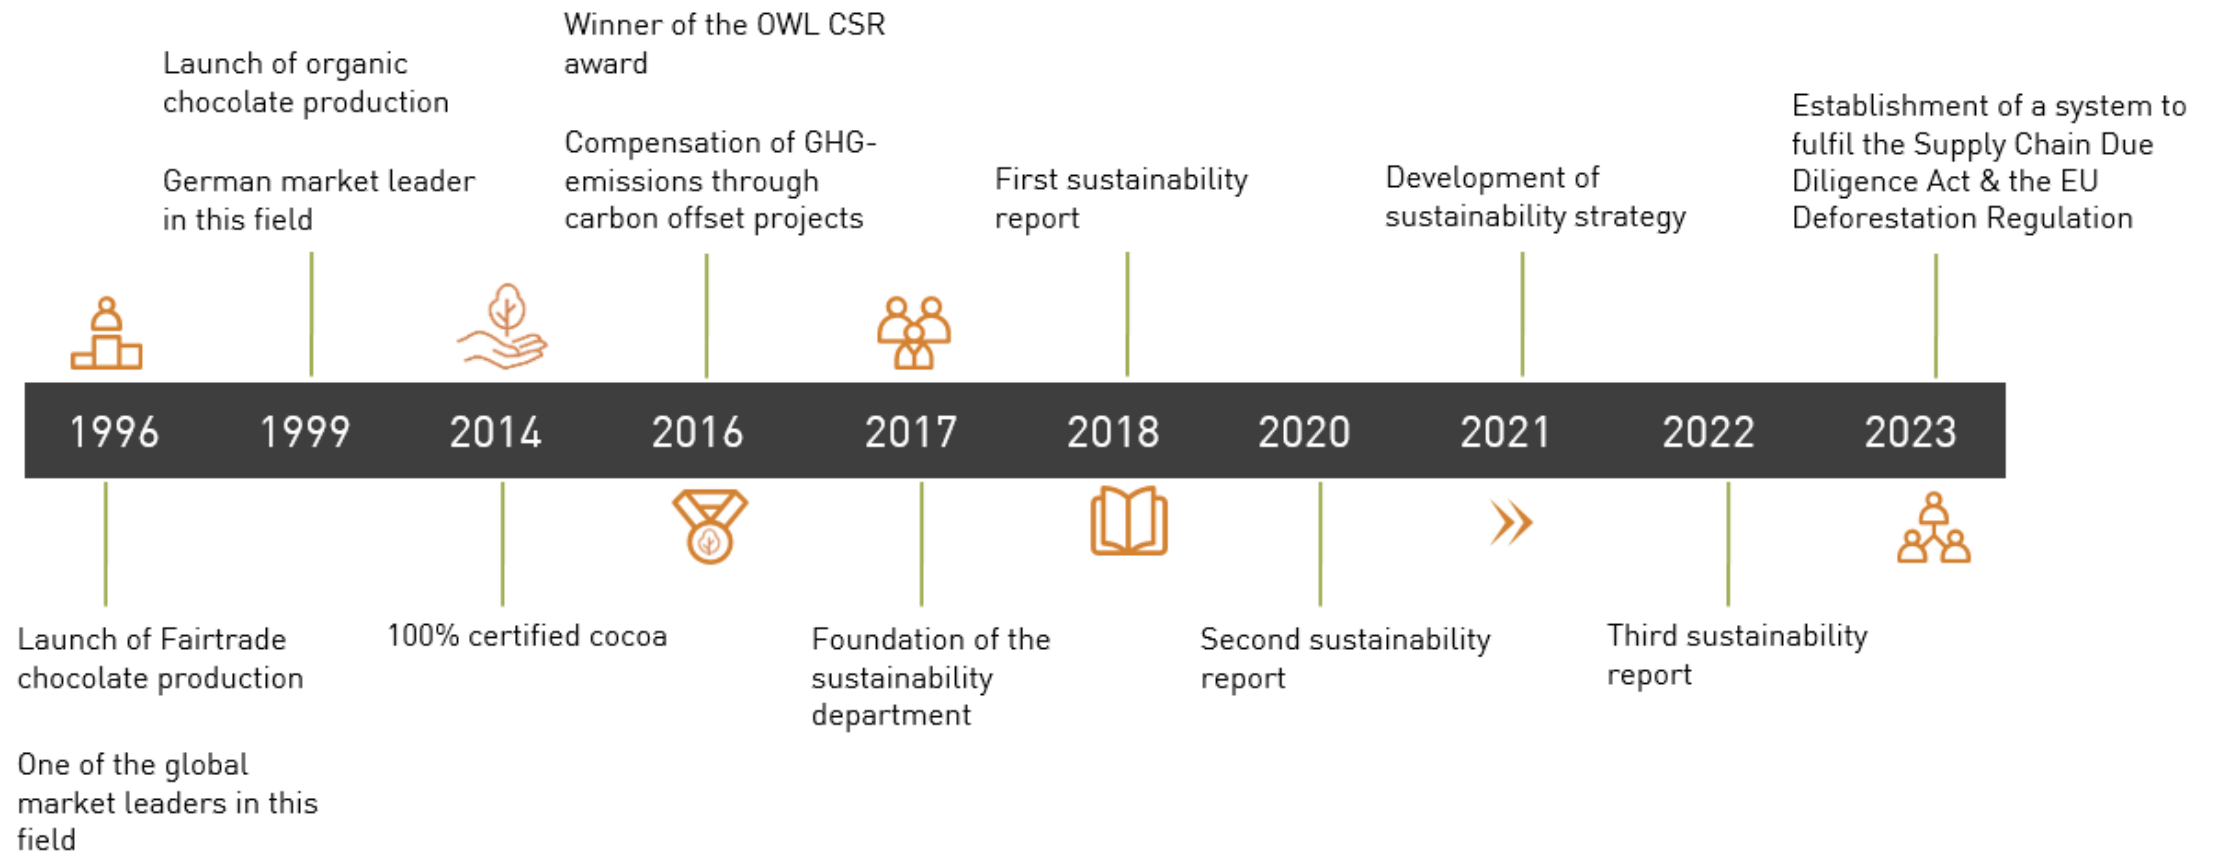 Winner of the OWL CSR
award
Launch of organic
chocolate production
German market leader
in this field
Compensation of GHG-
emissions through
carbon offset projects
First sustainability
report
Development of
sustainability strategy
Establishment of a system to
fulfil the Supply Chain Due
Diligence Act & the EU
Deforestation Regulation
1996 1999 2014 2016 2017 2018 2020 2021 2022 2023
Launch of Fairtrade
chocolate production
One of the global
market leaders in this
field
100% certified cocoa
Foundation of the
sustainability
department
Second sustainability
report
Third sustainability
report